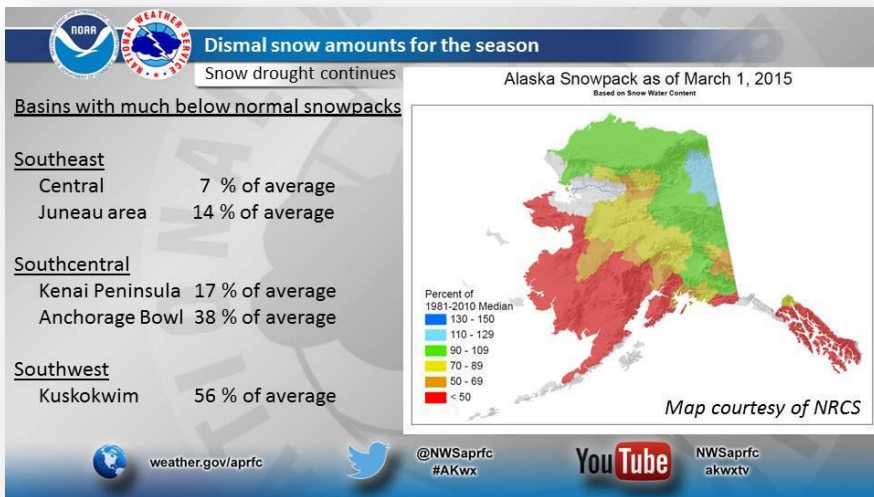 NOAA
NATIONAL WEATHER SERVICE
Dismal snow amounts for the season
Snow drought continues
Basins with much below normal snowpacks
Southeast
Central 7 % of average
Juneau area 14 % of average
Southcentral
Kenai Peninsula 17 % of average
Anchorage Bowl 38 % of average
Southwest
Kuskokwim 56 % of average
Alaska Snowpack as of March 1, 2015
Based on Snow Water Content
Percent of
1981-2010 Median
130 - 150
110 - 129
90 - 109
70 - 89
50 - 69
< 50
Map courtesy of NRCS
weather.gov/aprfc
@NWSaprfc
#AKwx
YouTube
NWSaprfc
akwxtv